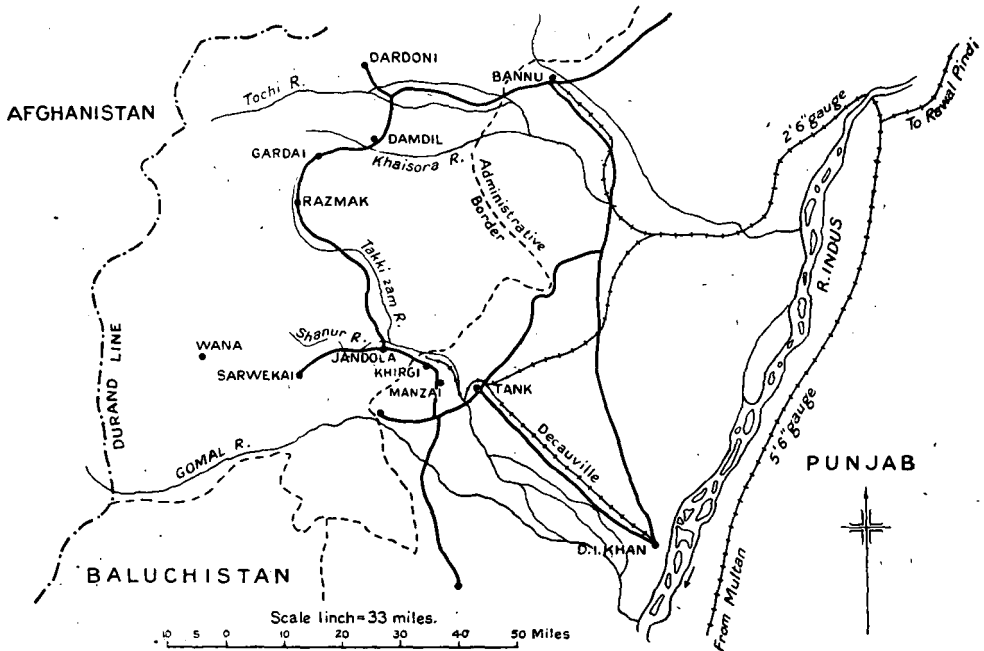 DARDONI
BANNU
Tochi R.
AFGHANISTAN
2'6" gauge
To Rawal Pindi
DAMDIL
GARDAI
Khaisora R.
Administrative
Border
RAZMAK
Takki zam R.
R. INDUS
Shahur R.
WANA
JANDOLA
SARWEKAI
KHIRGI
MANZAI
TANK
DURAND LINE
Decauville
5'6" gauge
GOMAL R.
PUNJAB
D.I. KHAN
BALUCHISTAN
From Multan
Scale 1inch = 33 miles.
10 5 0 10 20 30 40 50 Miles